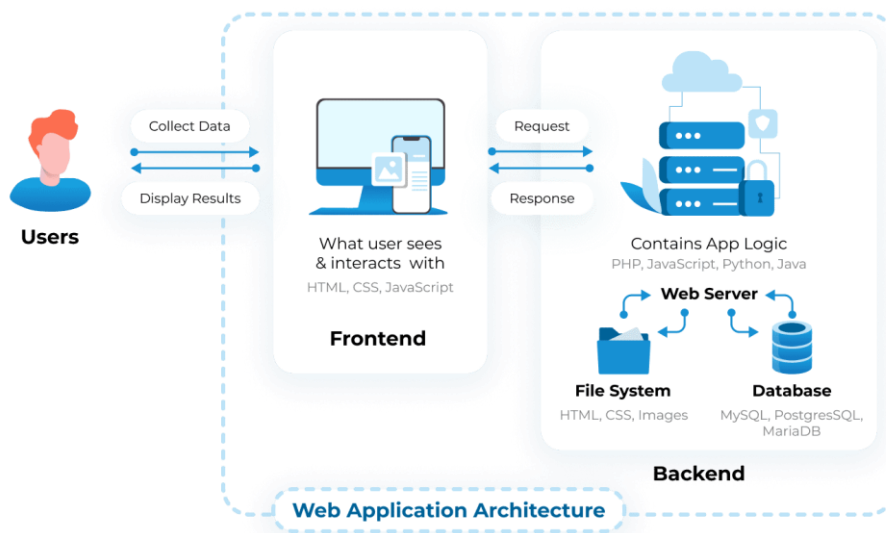 Collect Data
Display Results
Users
What user sees
& interacts with
HTML, CSS, JavaScript
Frontend
Request
Response
Contains App Logic
PHP, JavaScript, Python, Java
Web Server
File System
HTML, CSS, Images
Database
MySQL, PostgresSQL,
MariaDB
Backend
Web Application Architecture